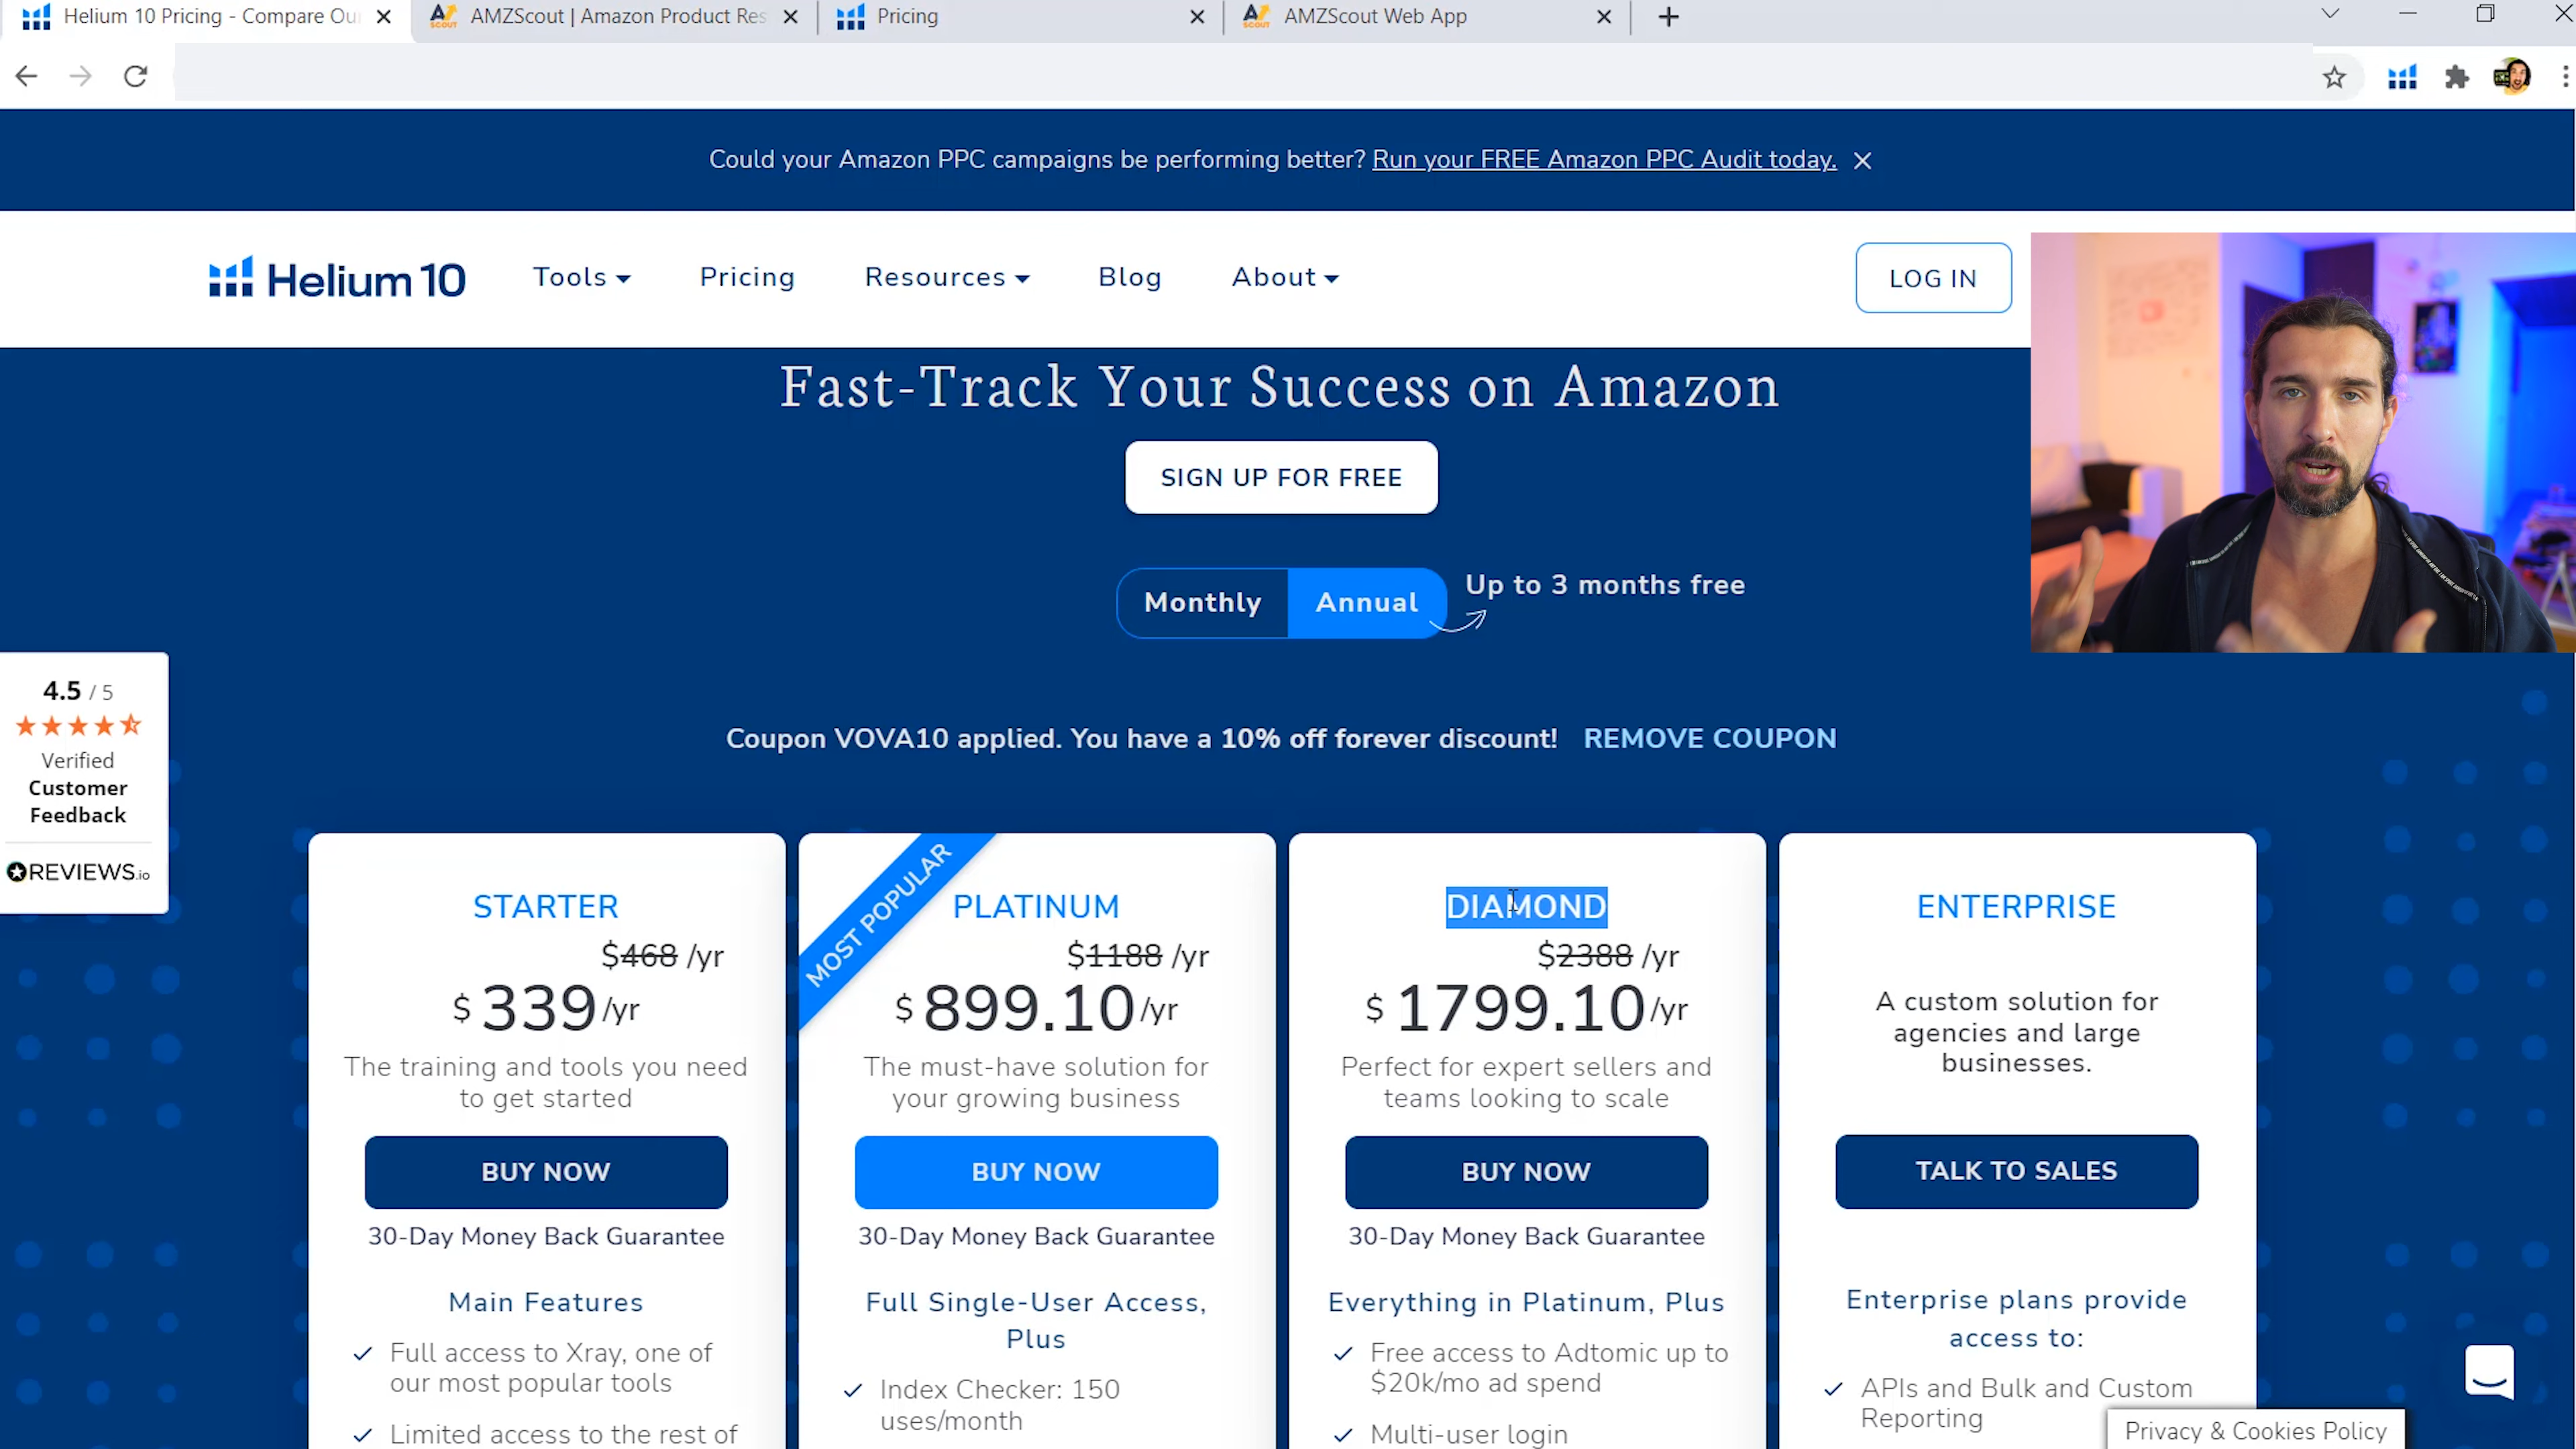 Helium 10 Pricing - Compare Ou
AMZScout | Amazon Product Res
Pricing
AMZScout Web App
Could your Amazon PPC campaigns be performing better? Run your FREE Amazon PPC Audit today.
Helium 10
Tools
Pricing
Resources
Blog
About
LOG IN
Fast-Track Your Success on Amazon
SIGN UP FOR FREE
Monthly
Annual
Up to 3 months free
4.5 / 5
Verified
Customer
Feedback
REVIEWS.io
Coupon VOVA10 applied. You have a 10% off forever discount! REMOVE COUPON
STARTER
$468 /yr
$ 339 /yr
The training and tools you need
to get started
BUY NOW
30-Day Money Back Guarantee
Main Features
Full access to Xray, one of
our most popular tools
Limited access to the rest of
MOST POPULAR
PLATINUM
$1188 /yr
$ 899.10 /yr
The must-have solution for
your growing business
BUY NOW
30-Day Money Back Guarantee
Full Single-User Access,
Plus
Index Checker: 150
uses/month
DIAMOND
$2388 /yr
$ 1799.10 /yr
Perfect for expert sellers and
teams looking to scale
BUY NOW
30-Day Money Back Guarantee
Everything in Platinum, Plus
Free access to Adtomic up to
$20k/mo ad spend
Multi-user login
ENTERPRISE
A custom solution for
agencies and large
businesses.
TALK TO SALES
Enterprise plans provide
access to:
APIs and Bulk and Custom
Reporting
Privacy & Cookies Policy